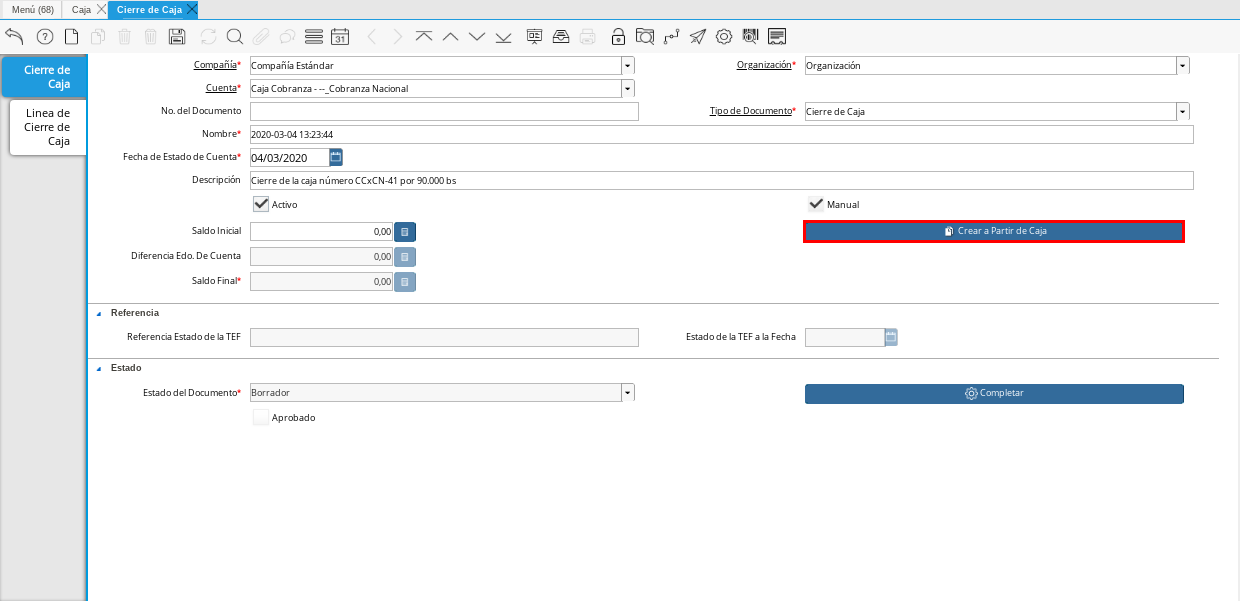 Menú (68) Caja Cierre de Caja
31
Cierre de
Caja
Linea de
Cierre de
Caja
Compañía* Compañía Estándar Organización* Organización
Cuenta* Caja Cobranza - --_Cobranza Nacional
No. del Documento Tipo de Documento* Cierre de Caja
Nombre* 2020-03-04 13:23:44
Fecha de Estado de Cuenta* 04/03/2020
Descripción Cierre de la caja número CCxCN-41 por 90.000 bs
Activo Manual
Saldo Inicial 0,00 Crear a Partir de Caja
Diferencia Edo. De Cuenta 0,00
Saldo Final* 0,00
Referencia
Referencia Estado de la TEF Estado de la TEF a la Fecha
Estado
Estado del Documento* Borrador Completar
Aprobado